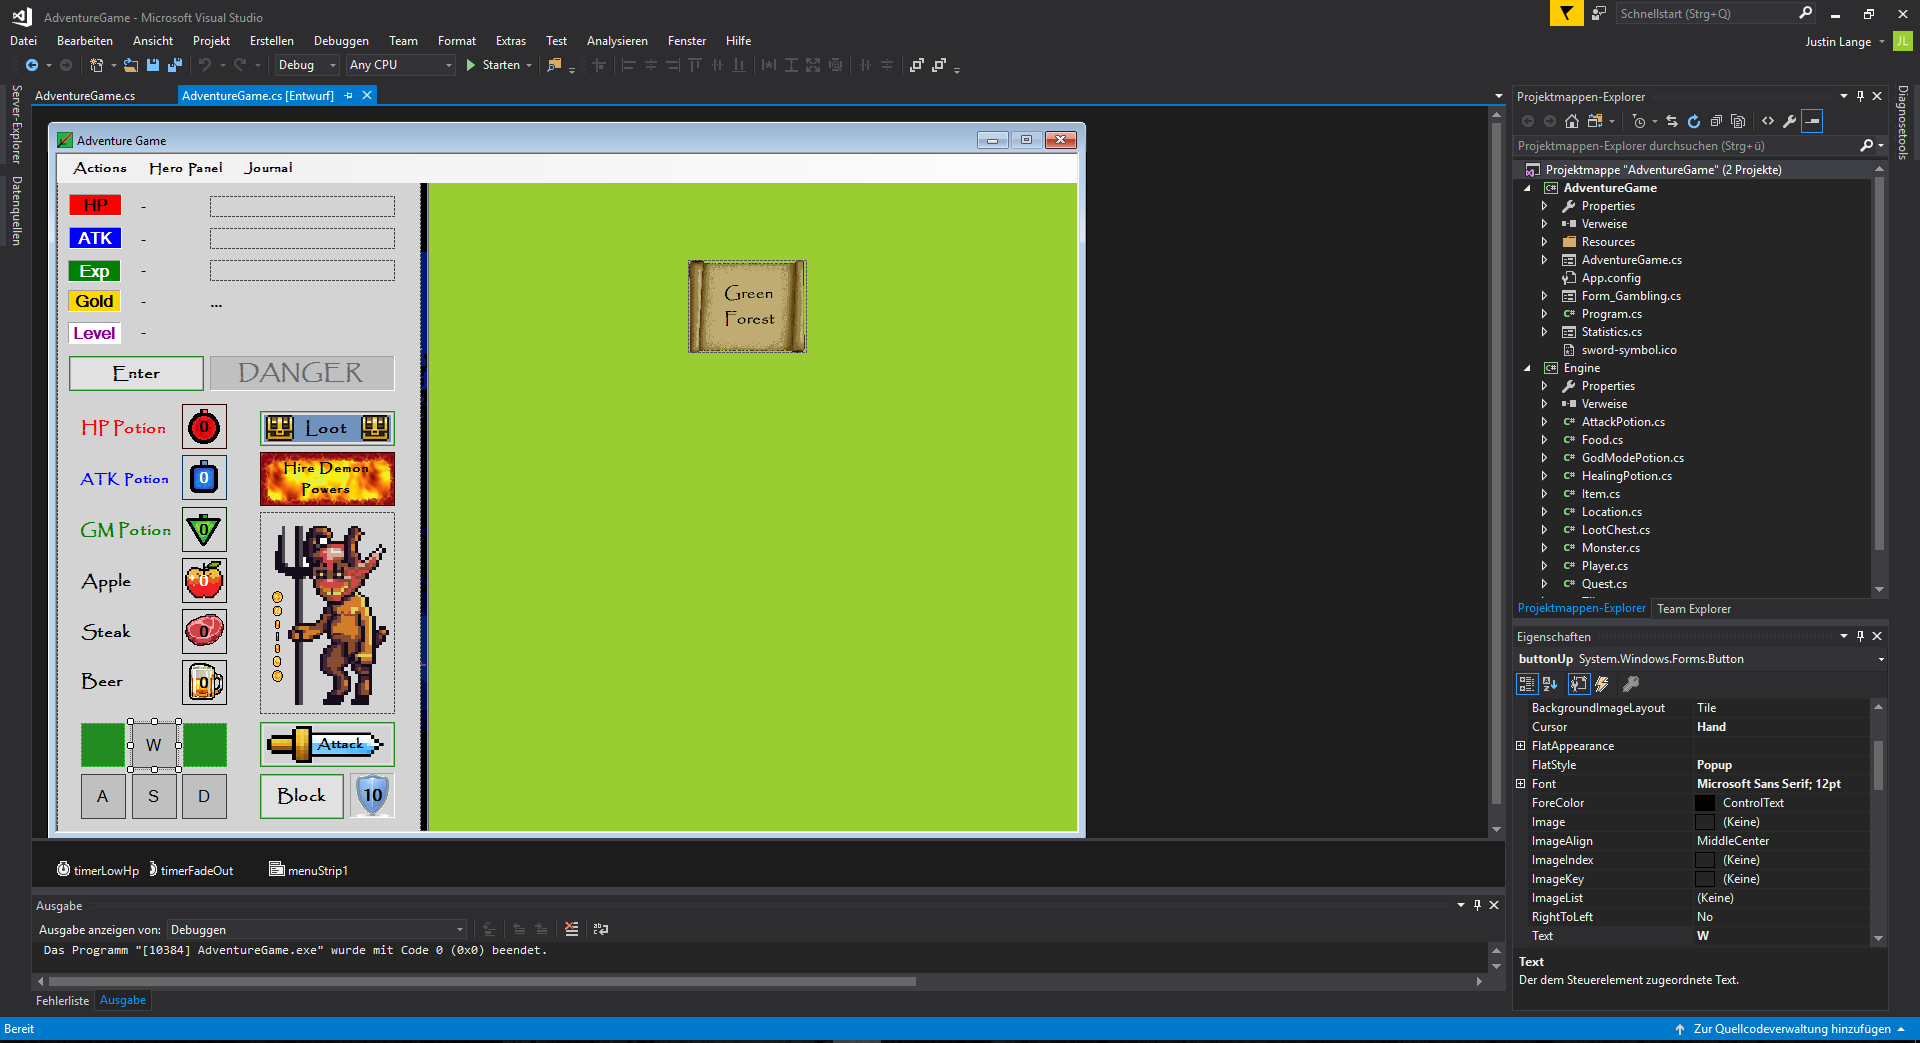 AdventureGame - Microsoft Visual Studio
Schnellstart (Strg+Q)
Datei Bearbeiten Ansicht Projekt Erstellen Debuggen Team Format Extras Test Analysieren Fenster Hilfe
Justin Lange JL
Debug Any CPU Starten
Server-Explorer
Datenquellen
AdventureGame.cs AdventureGame.cs [Entwurf]
Adventure Game
Actions Hero Panel Journal
HP -
ATK -
Exp -
Gold - ...
Level -
Enter DANGER
HP Potion 0 Loot
ATK Potion 0 Hire Demon
Powers
GM Potion 0
Apple 0
Steak 0
Beer 0
W Attack
A S D Block 10
Green
Forest
timerLowHp timerFadeOut menuStrip1
Ausgabe
Ausgabe anzeigen von: Debuggen
Das Programm "[10384] AdventureGame.exe" wurde mit Code 0 (0x0) beendet.
Fehlerliste Ausgabe
Bereit
Zur Quellcodeverwaltung hinzufügen
Projektmappen-Explorer
Projektmappen-Explorer durchsuchen (Strg+ü)
Projektmappe "AdventureGame" (2 Projekte)
C# AdventureGame
Properties
Verweise
Resources
AdventureGame.cs
App.config
Form_Gambling.cs
C# Program.cs
Statistics.cs
sword-symbol.ico
C# Engine
Properties
Verweise
C# AttackPotion.cs
C# Food.cs
C# GodModePotion.cs
C# HealingPotion.cs
C# Item.cs
C# Location.cs
C# LootChest.cs
C# Monster.cs
C# Player.cs
C# Quest.cs
Projektmappen-Explorer Team Explorer
Diagnosetools
Eigenschaften
buttonUp System.Windows.Forms.Button
BackgroundImageLayout Tile
Cursor Hand
FlatAppearance
FlatStyle Popup
Font Microsoft Sans Serif; 12pt
ForeColor ControlText
Image (Keine)
ImageAlign MiddleCenter
ImageIndex (Keine)
ImageKey (Keine)
ImageList (Keine)
RightToLeft No
Text W
Text
Der dem Steuerelement zugeordnete Text.